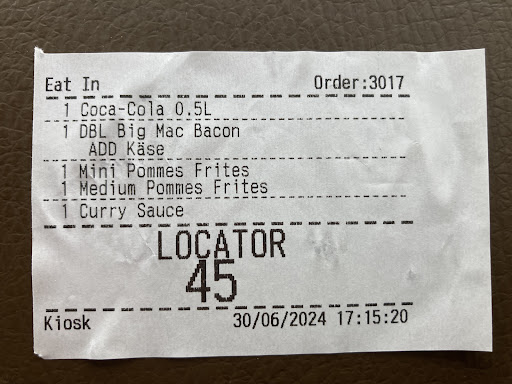 Eat In Order:3017
1 Coca-Cola 0.5L
1 DBL Big Mac Bacon
ADD Käse
1 Mini Pommes Frites
1 Medium Pommes Frites
1 Curry Sauce
LOCATOR
45
Kiosk 30/06/2024 17:15:20